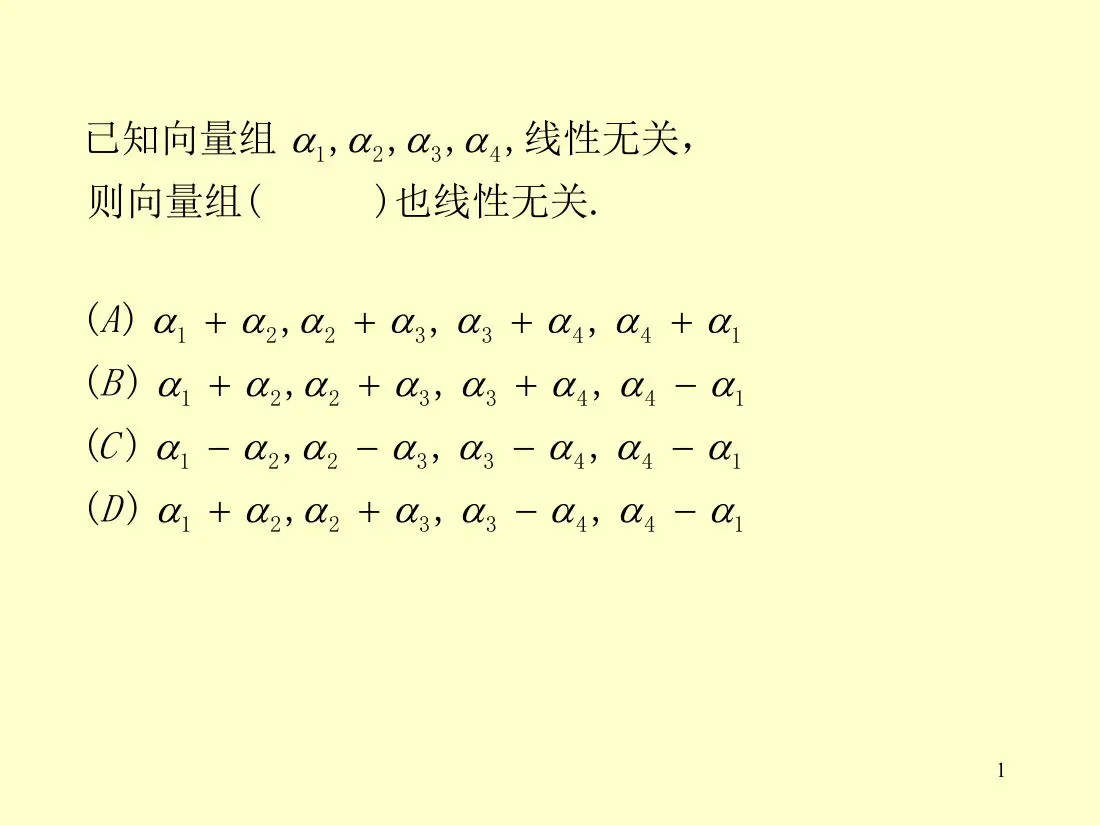 已知向量组 α₁,α₂,α₃,α₄,线性无关，
则向量组( )也线性无关.
(A) α₁ + α₂,α₂ + α₃, α₃ + α₄, α₄ + α₁
(B) α₁ + α₂,α₂ + α₃, α₃ + α₄, α₄ − α₁
(C) α₁ − α₂,α₂ − α₃, α₃ − α₄, α₄ − α₁
(D) α₁ + α₂,α₂ + α₃, α₃ − α₄, α₄ − α₁
1